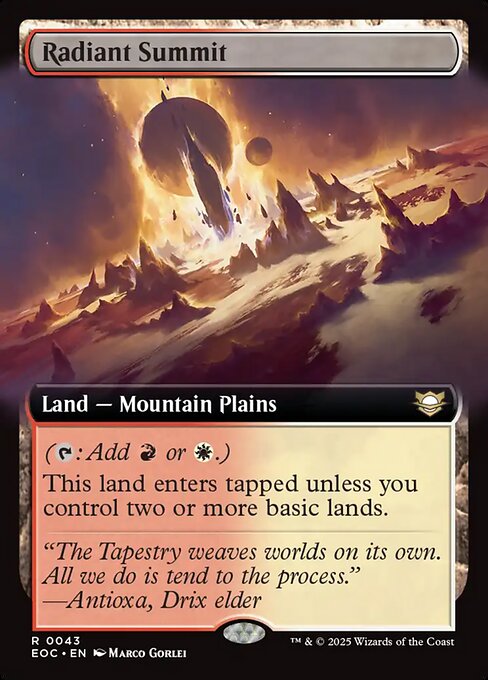 Radiant Summit
Land — Mountain Plains
(: Add or .)
This land enters tapped unless you
control two or more basic lands.
“The Tapestry weaves worlds on its own.
All we do is tend to the process.”
—Antioxa, Drix elder
R 0043
EOC • EN Marco Gorlei
™ & © 2025 Wizards of the Coast